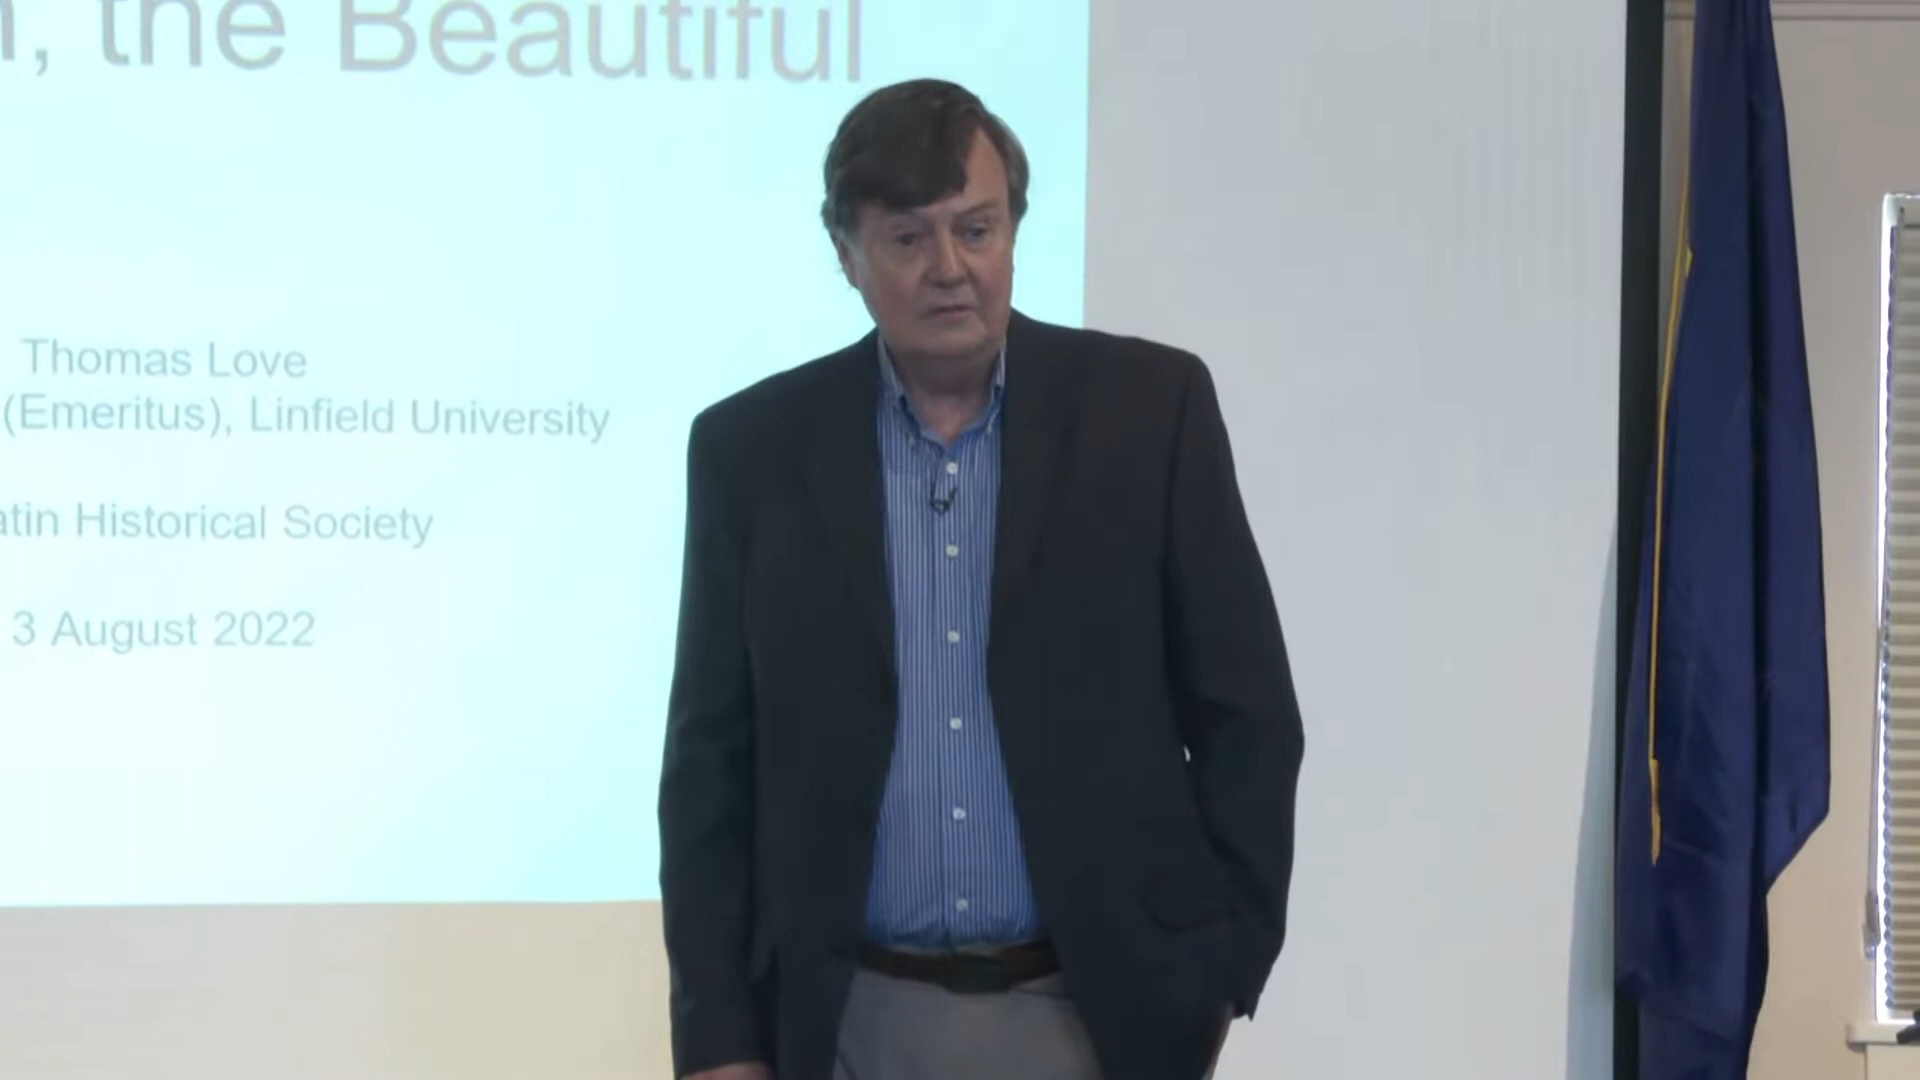 , the Beautiful
Thomas Love
(Emeritus), Linfield University
atin Historical Society
3 August 2022